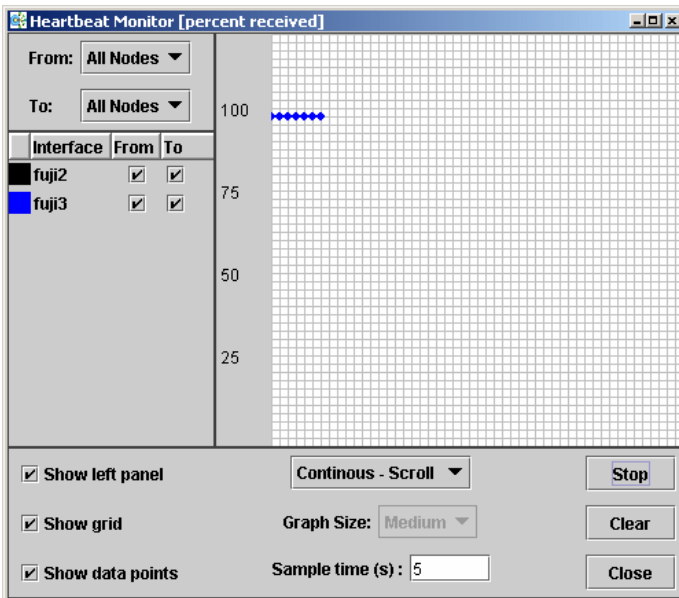 Heartbeat Monitor [percent received]
From: All Nodes
To: All Nodes
Interface From To
fuji2
fuji3
100
75
50
25
Show left panel
Continous - Scroll
Stop
Show grid
Graph Size: Medium
Clear
Show data points
Sample time (s) : 5
Close